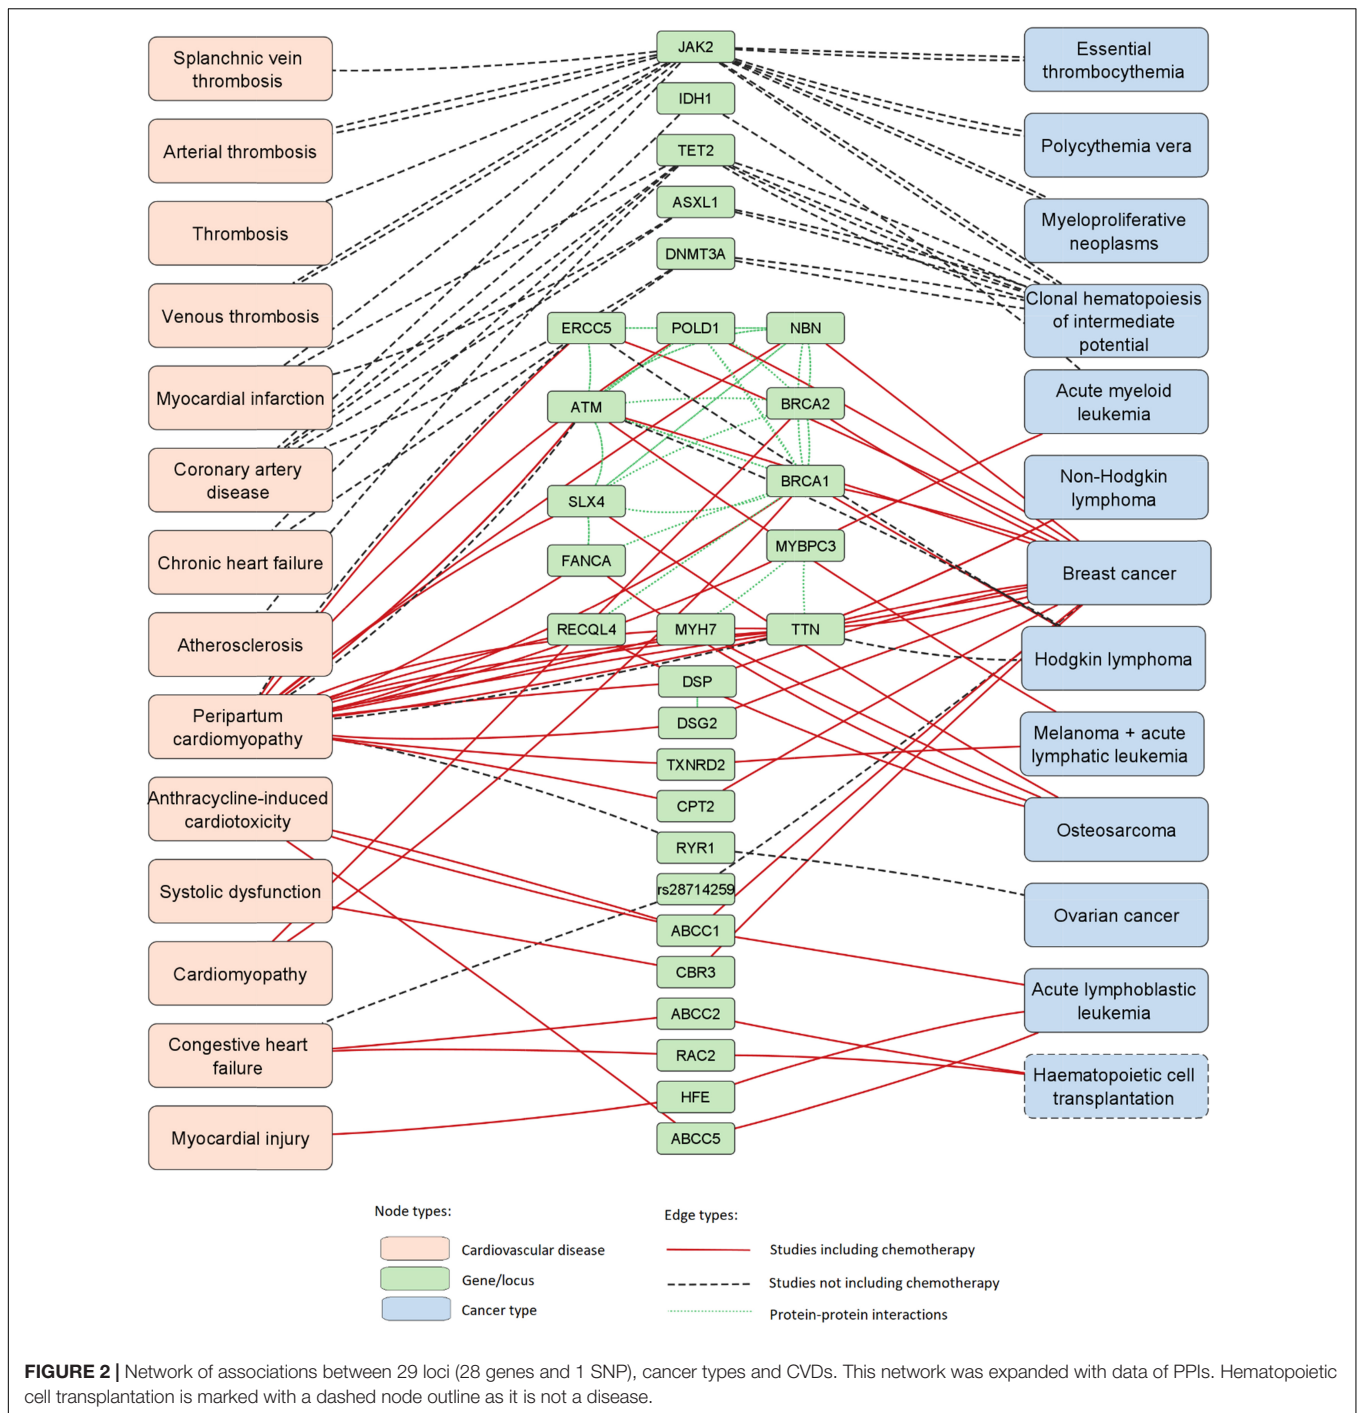 Splanchnic vein
thrombosis
Arterial thrombosis
Thrombosis
Venous thrombosis
Myocardial infarction
Coronary artery
disease
Chronic heart failure
Atherosclerosis
Peripartum
cardiomyopathy
Anthracycline-induced
cardiotoxicity
Systolic dysfunction
Cardiomyopathy
Congestive heart
failure
Myocardial injury
JAK2
IDH1
TET2
ASXL1
DNMT3A
ERCC5
POLD1
NBN
ATM
BRCA2
BRCA1
SLX4
MYBPC3
FANCA
RECQL4
MYH7
TTN
DSP
DSG2
TXNRD2
CPT2
RYR1
rs28714259
ABCC1
CBR3
ABCC2
RAC2
HFE
ABCC5
Essential
thrombocythemia
Polycythemia vera
Myeloproliferative
neoplasms
Clonal hematopoiesis
of intermediate
potential
Acute myeloid
leukemia
Non-Hodgkin
lymphoma
Breast cancer
Hodgkin lymphoma
Melanoma + acute
lymphatic leukemia
Osteosarcoma
Ovarian cancer
Acute lymphoblastic
leukemia
Haematopoietic cell
transplantation
Node types:
Cardiovascular disease
Gene/locus
Cancer type
Edge types:
Studies including chemotherapy
Studies not including chemotherapy
Protein-protein interactions
FIGURE 2 | Network of associations between 29 loci (28 genes and 1 SNP), cancer types and CVDs. This network was expanded with data of PPIs. Hematopoietic
cell transplantation is marked with a dashed node outline as it is not a disease.